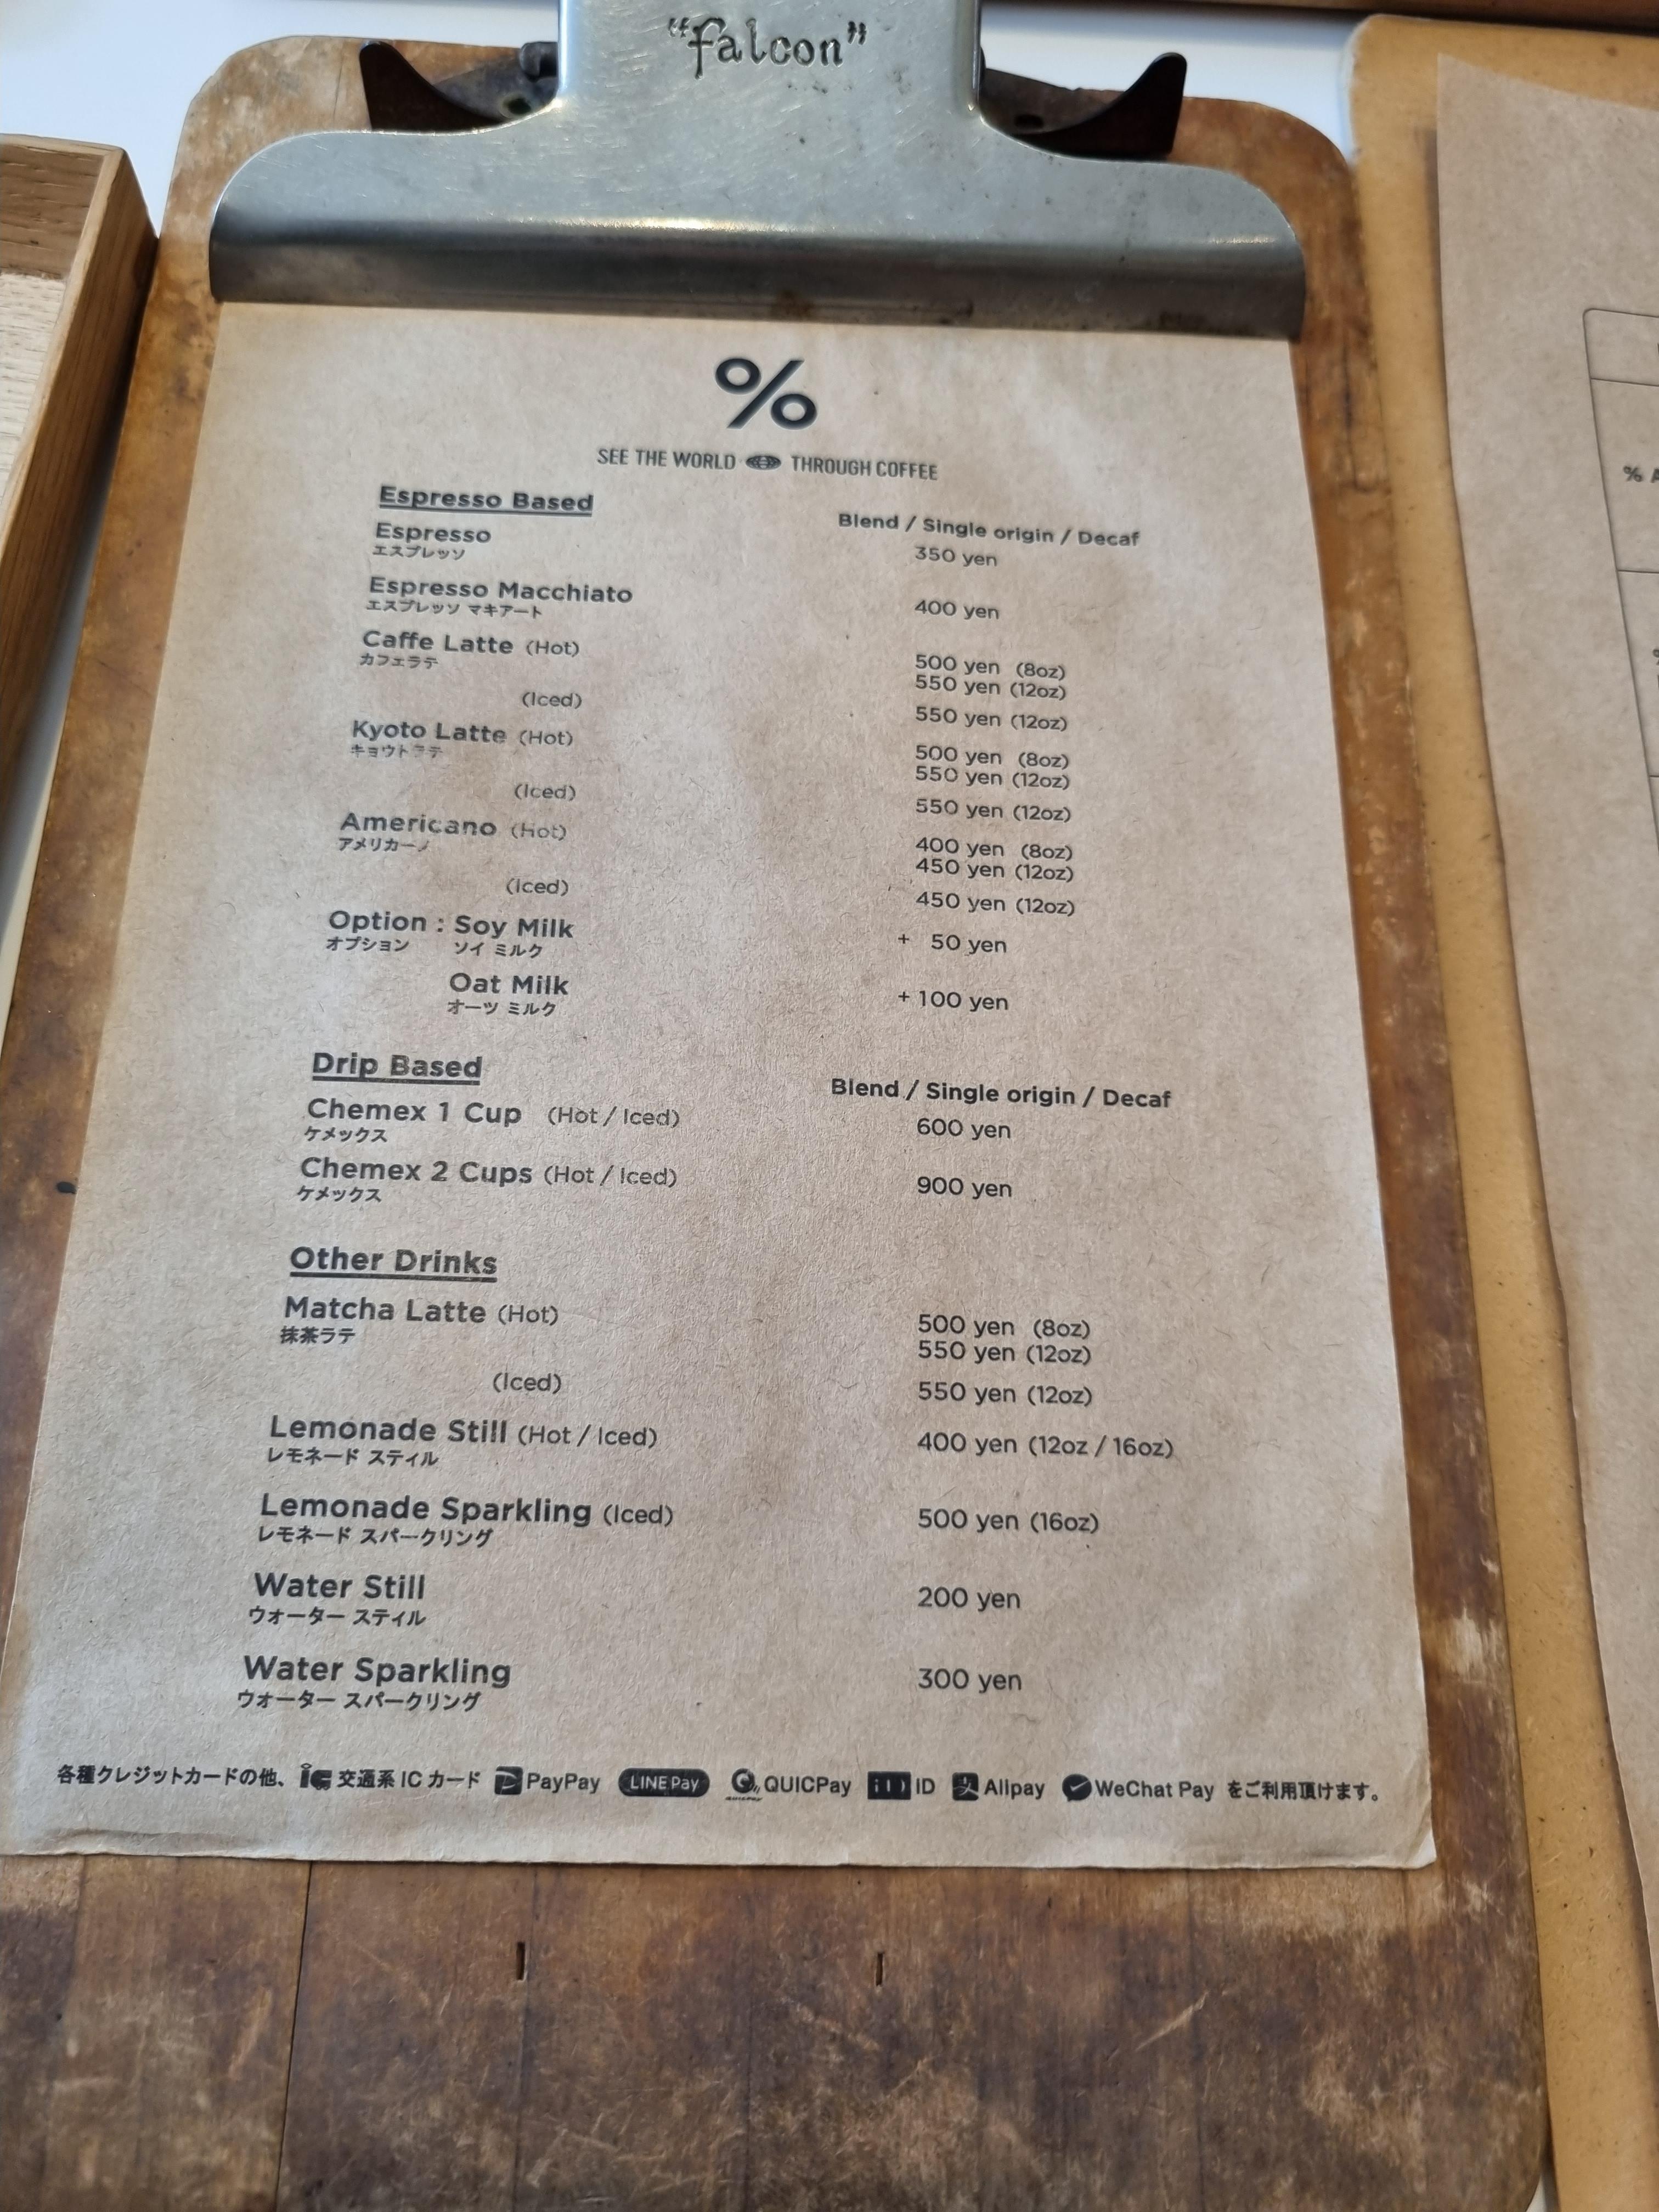 "falcon"
%
SEE THE WORLD THROUGH COFFEE
Espresso Based
Blend / Single origin / Decaf
Espresso 350 yen
エスプレッソ
Espresso Macchiato 400 yen
エスプレッソ マキアート
Caffe Latte (Hot) 500 yen (8oz)
カフェラテ
550 yen (12oz)
(Iced) 550 yen (12oz)
Kyoto Latte (Hot) 500 yen (8oz)
キョウトラテ
550 yen (12oz)
(Iced) 550 yen (12oz)
Americano (Hot) 400 yen (8oz)
アメリカーノ
450 yen (12oz)
(Iced) 450 yen (12oz)
Option : Soy Milk + 50 yen
オプション ソイ ミルク
Oat Milk + 100 yen
オーツ ミルク
Drip Based
Blend / Single origin / Decaf
Chemex 1 Cup (Hot / Iced) 600 yen
ケメックス
Chemex 2 Cups (Hot / Iced) 900 yen
ケメックス
Other Drinks
Matcha Latte (Hot) 500 yen (8oz)
抹茶ラテ
550 yen (12oz)
(Iced) 550 yen (12oz)
Lemonade Still (Hot / Iced) 400 yen (12oz / 16oz)
レモネード スティル
Lemonade Sparkling (Iced) 500 yen (16oz)
レモネード スパークリング
Water Still 200 yen
ウォーター スティル
Water Sparkling 300 yen
ウォーター スパークリング
各種クレジットカードの他、 交通系 IC カード PayPay LINE Pay QUICPay iD ID Alipay WeChat Pay をご利用頂けます。